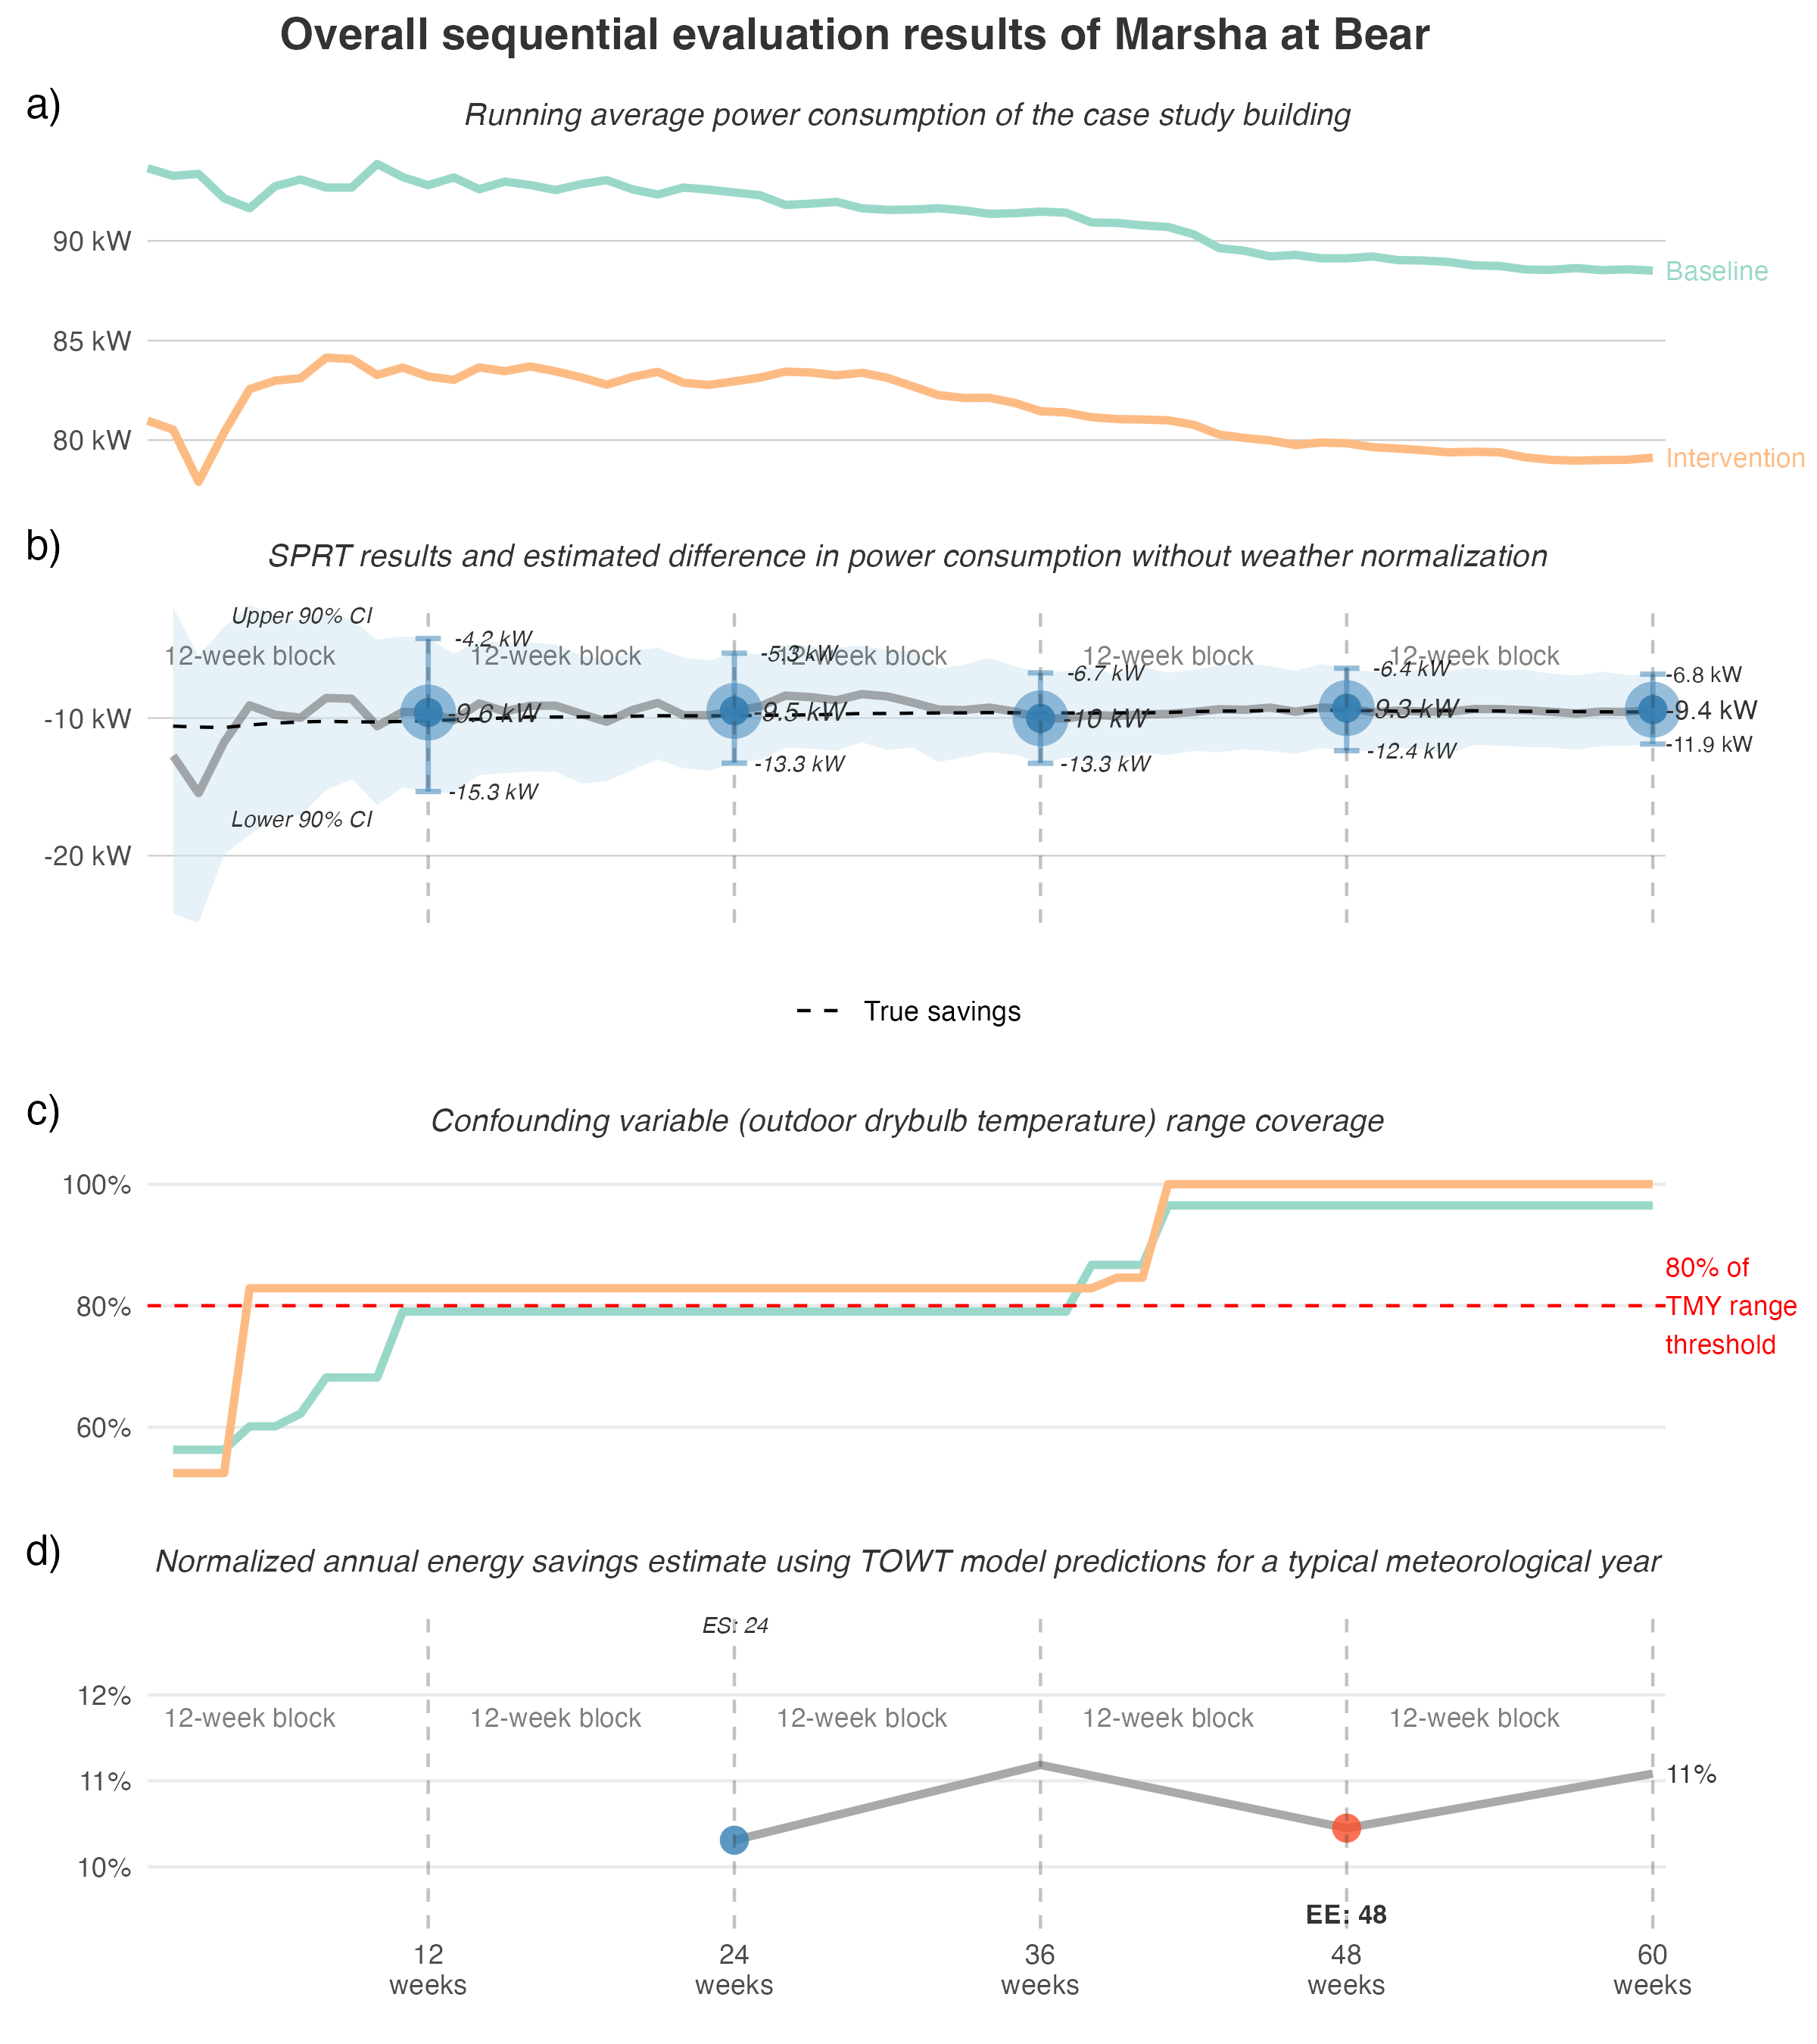 Overall sequential evaluation results of Marsha at Bear
a)
Running average power consumption of the case study building
90 kW
85 kW
80 kW
Baseline
Intervention
b)
SPRT results and estimated difference in power consumption without weather normalization
Upper 90% CI
12-week block
12-week block
12-week block
12-week block
12-week block
-4.2 kW
-5.3 kW
-6.7 kW
-6.4 kW
-6.8 kW
-10 kW
-9.6 kW
-9.5 kW
-10 kW
-9.3 kW
-9.4 kW
-15.3 kW
-13.3 kW
-13.3 kW
-12.4 kW
-11.9 kW
Lower 90% CI
-20 kW
True savings
c)
Confounding variable (outdoor drybulb temperature) range coverage
100%
80%
60%
80% of
TMY range
threshold
d)
Normalized annual energy savings estimate using TOWT model predictions for a typical meteorological year
ES: 24
12%
12-week block
12-week block
12-week block
12-week block
12-week block
11%
11%
10%
EE: 48
12
weeks
24
weeks
36
weeks
48
weeks
60
weeks